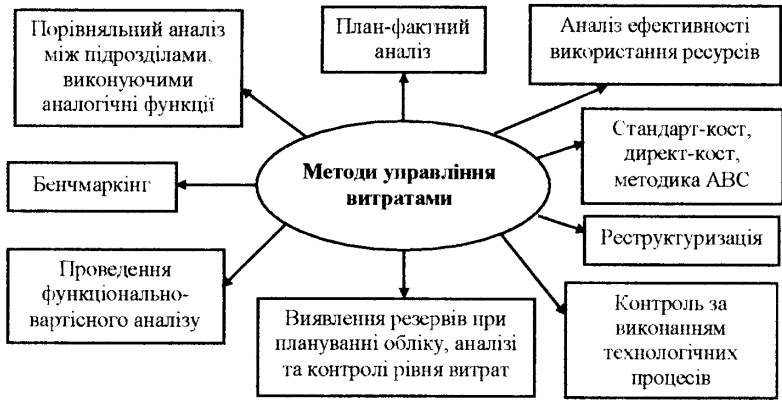 Порівняльний аналіз
між підрозділами,
виконуючими
аналогічні функції
План-фактний
аналіз
Аналіз ефективності
використання ресурсів
Методи управління
витратами
Стандарт-кост,
директ-кост,
методика АВС
Бенчмаркінг
Реструктуризація
Проведення
функціонально-
вартісного аналізу
Виявлення резервів при
плануванні обліку, аналізі
та контролі рівня витрат
Контроль за
виконанням
технологічних
процесів